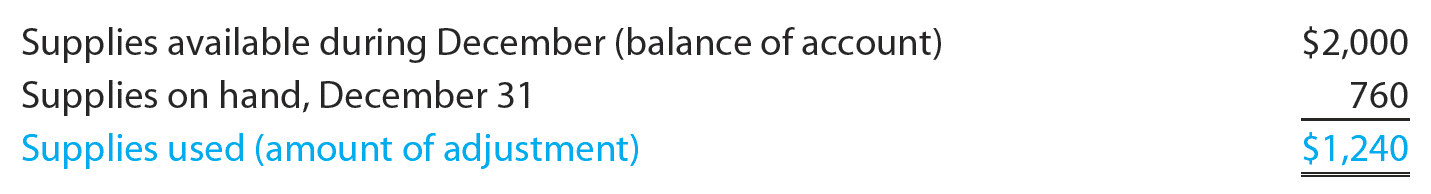 Supplies available during December (balance of account) $2,000
Supplies on hand, December 31 760
Supplies used (amount of adjustment) $1,240